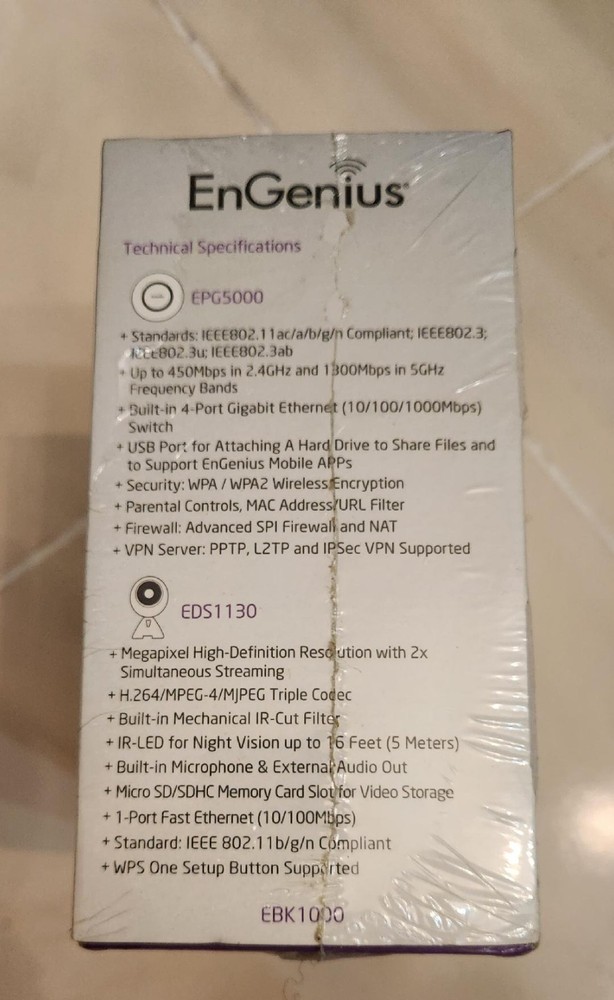 EnGenius®
Technical Specifications
EPG5000
+ Standards: IEEE802.11ac/a/b/g/n Compliant; IEEE802.3;
IEEE802.3u; IEEE802.3ab
+ Up to 450Mbps in 2.4GHz and 1300Mbps in 5GHz
Frequency Bands
+ Built-in 4-Port Gigabit Ethernet (10/100/1000Mbps)
Switch
+ USB Port for Attaching A Hard Drive to Share Files and
to Support EnGenius Mobile APPs
+ Security: WPA / WPA2 Wireless Encryption
+ Parental Controls, MAC Address/URL Filter
+ Firewall: Advanced SPI Firewall and NAT
+ VPN Server: PPTP, L2TP and IPSec VPN Supported
EDS1130
+ Megapixel High-Definition Resolution with 2x
Simultaneous Streaming
+ H.264/MPEG-4/MJPEG Triple Codec
+ Built-in Mechanical IR-Cut Filter
+ IR-LED for Night Vision up to 16 Feet (5 Meters)
+ Built-in Microphone & External Audio Out
+ Micro SD/SDHC Memory Card Slot for Video Storage
+ 1-Port Fast Ethernet (10/100Mbps)
+ Standard: IEEE 802.11b/g/n Compliant
+ WPS One Setup Button Supported
EBK1000